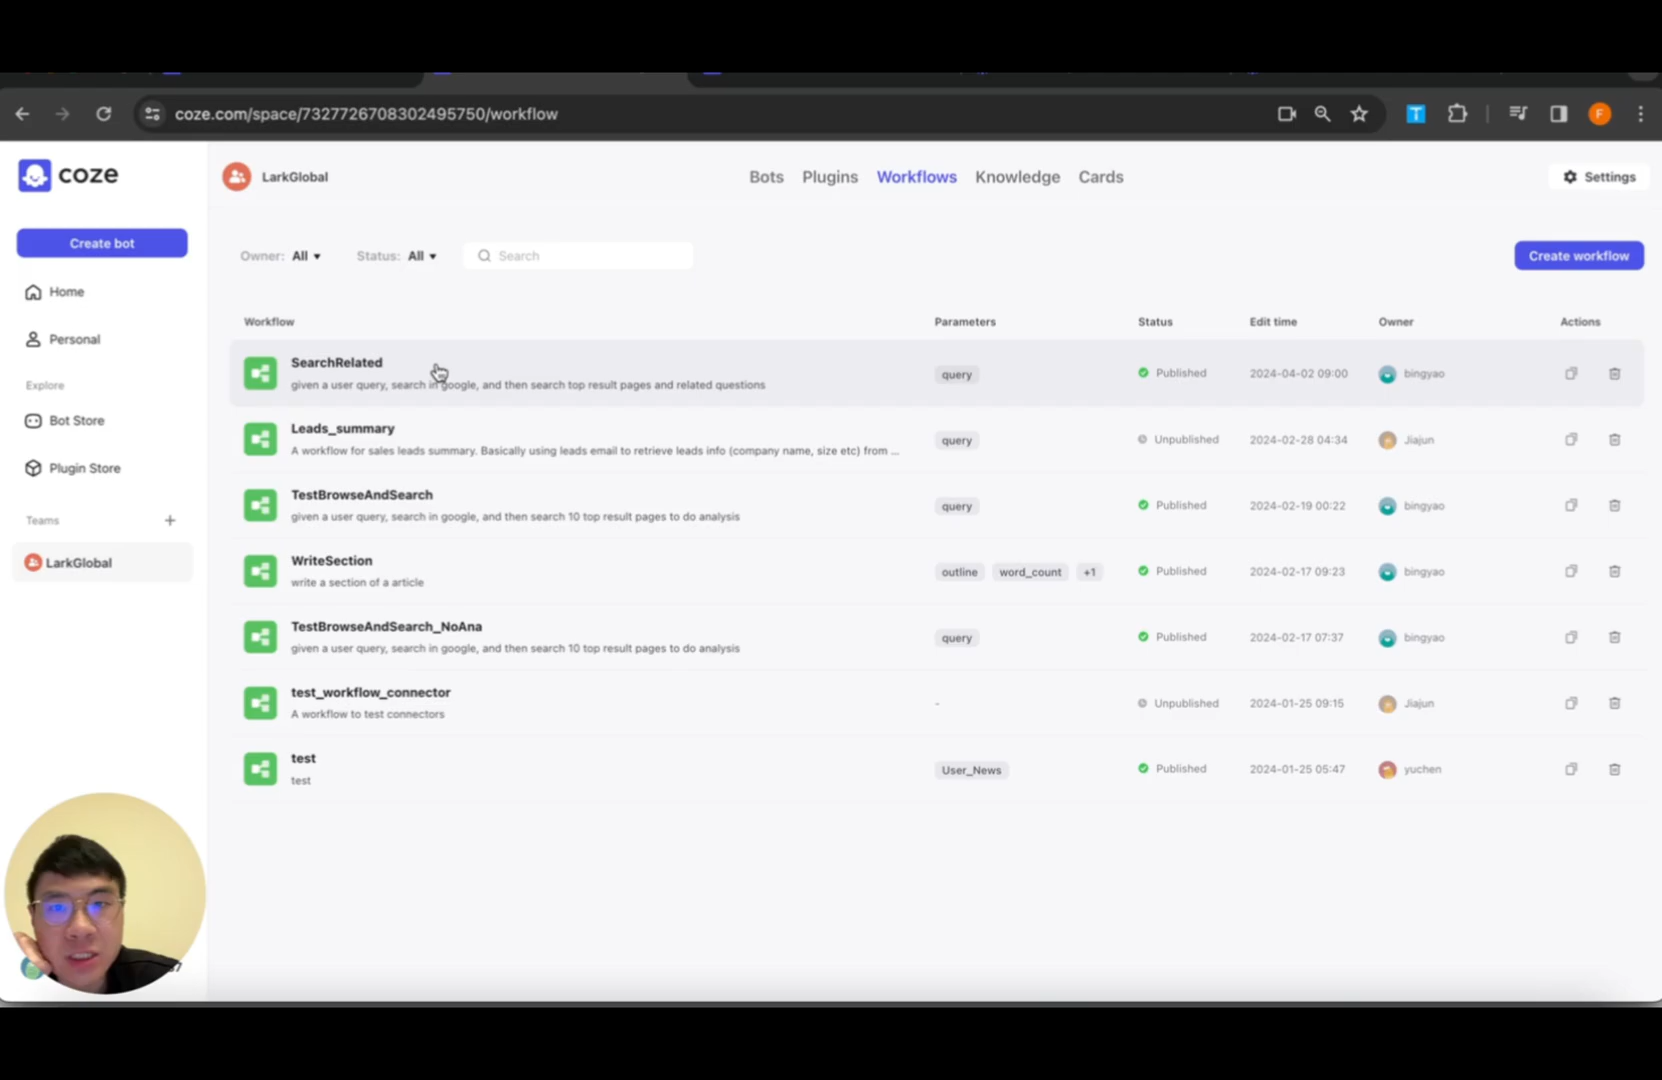 coze.com/space/7327726708302495750/workflow
F
coze
LarkGlobal
Bots Plugins Workflows Knowledge Cards
Settings
Create bot
Home
Personal
Explore
Bot Store
Plugin Store
Teams +
LarkGlobal
Owner: All Status: All Search
Create workflow
Workflow Parameters Status Edit time Owner Actions
SearchRelated
given a user query, search in google, and then search top result pages and related questions
query Published 2024-04-02 09:00 bingyao
Leads_summary
A workflow for sales leads summary. Basically using leads email to retrieve leads info (company name, size etc) from ...
query Unpublished 2024-02-28 04:34 Jiajun
TestBrowseAndSearch
given a user query, search in google, and then search 10 top result pages to do analysis
query Published 2024-02-19 00:22 bingyao
WriteSection
write a section of a article
outline word_count +1 Published 2024-02-17 09:23 bingyao
TestBrowseAndSearch_NoAna
given a user query, search in google, and then search 10 top result pages to do analysis
query Published 2024-02-17 07:37 bingyao
test_workflow_connector
A workflow to test connectors
- Unpublished 2024-01-25 09:15 Jiajun
test
test
User_News Published 2024-01-25 05:47 yuchen